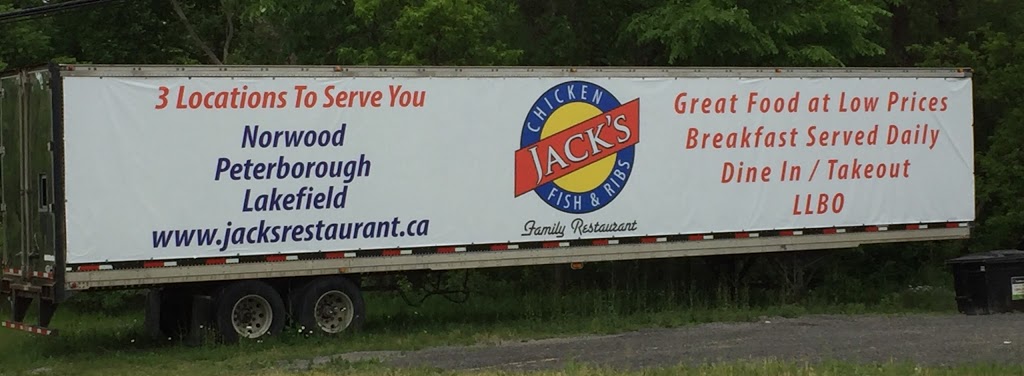 3 Locations To Serve You
Norwood
Peterborough
Lakefield
www.jacksrestaurant.ca
CHICKEN
JACK'S
FISH & RIBS
Family Restaurant
Great Food at Low Prices
Breakfast Served Daily
Dine In / Takeout
LLBO